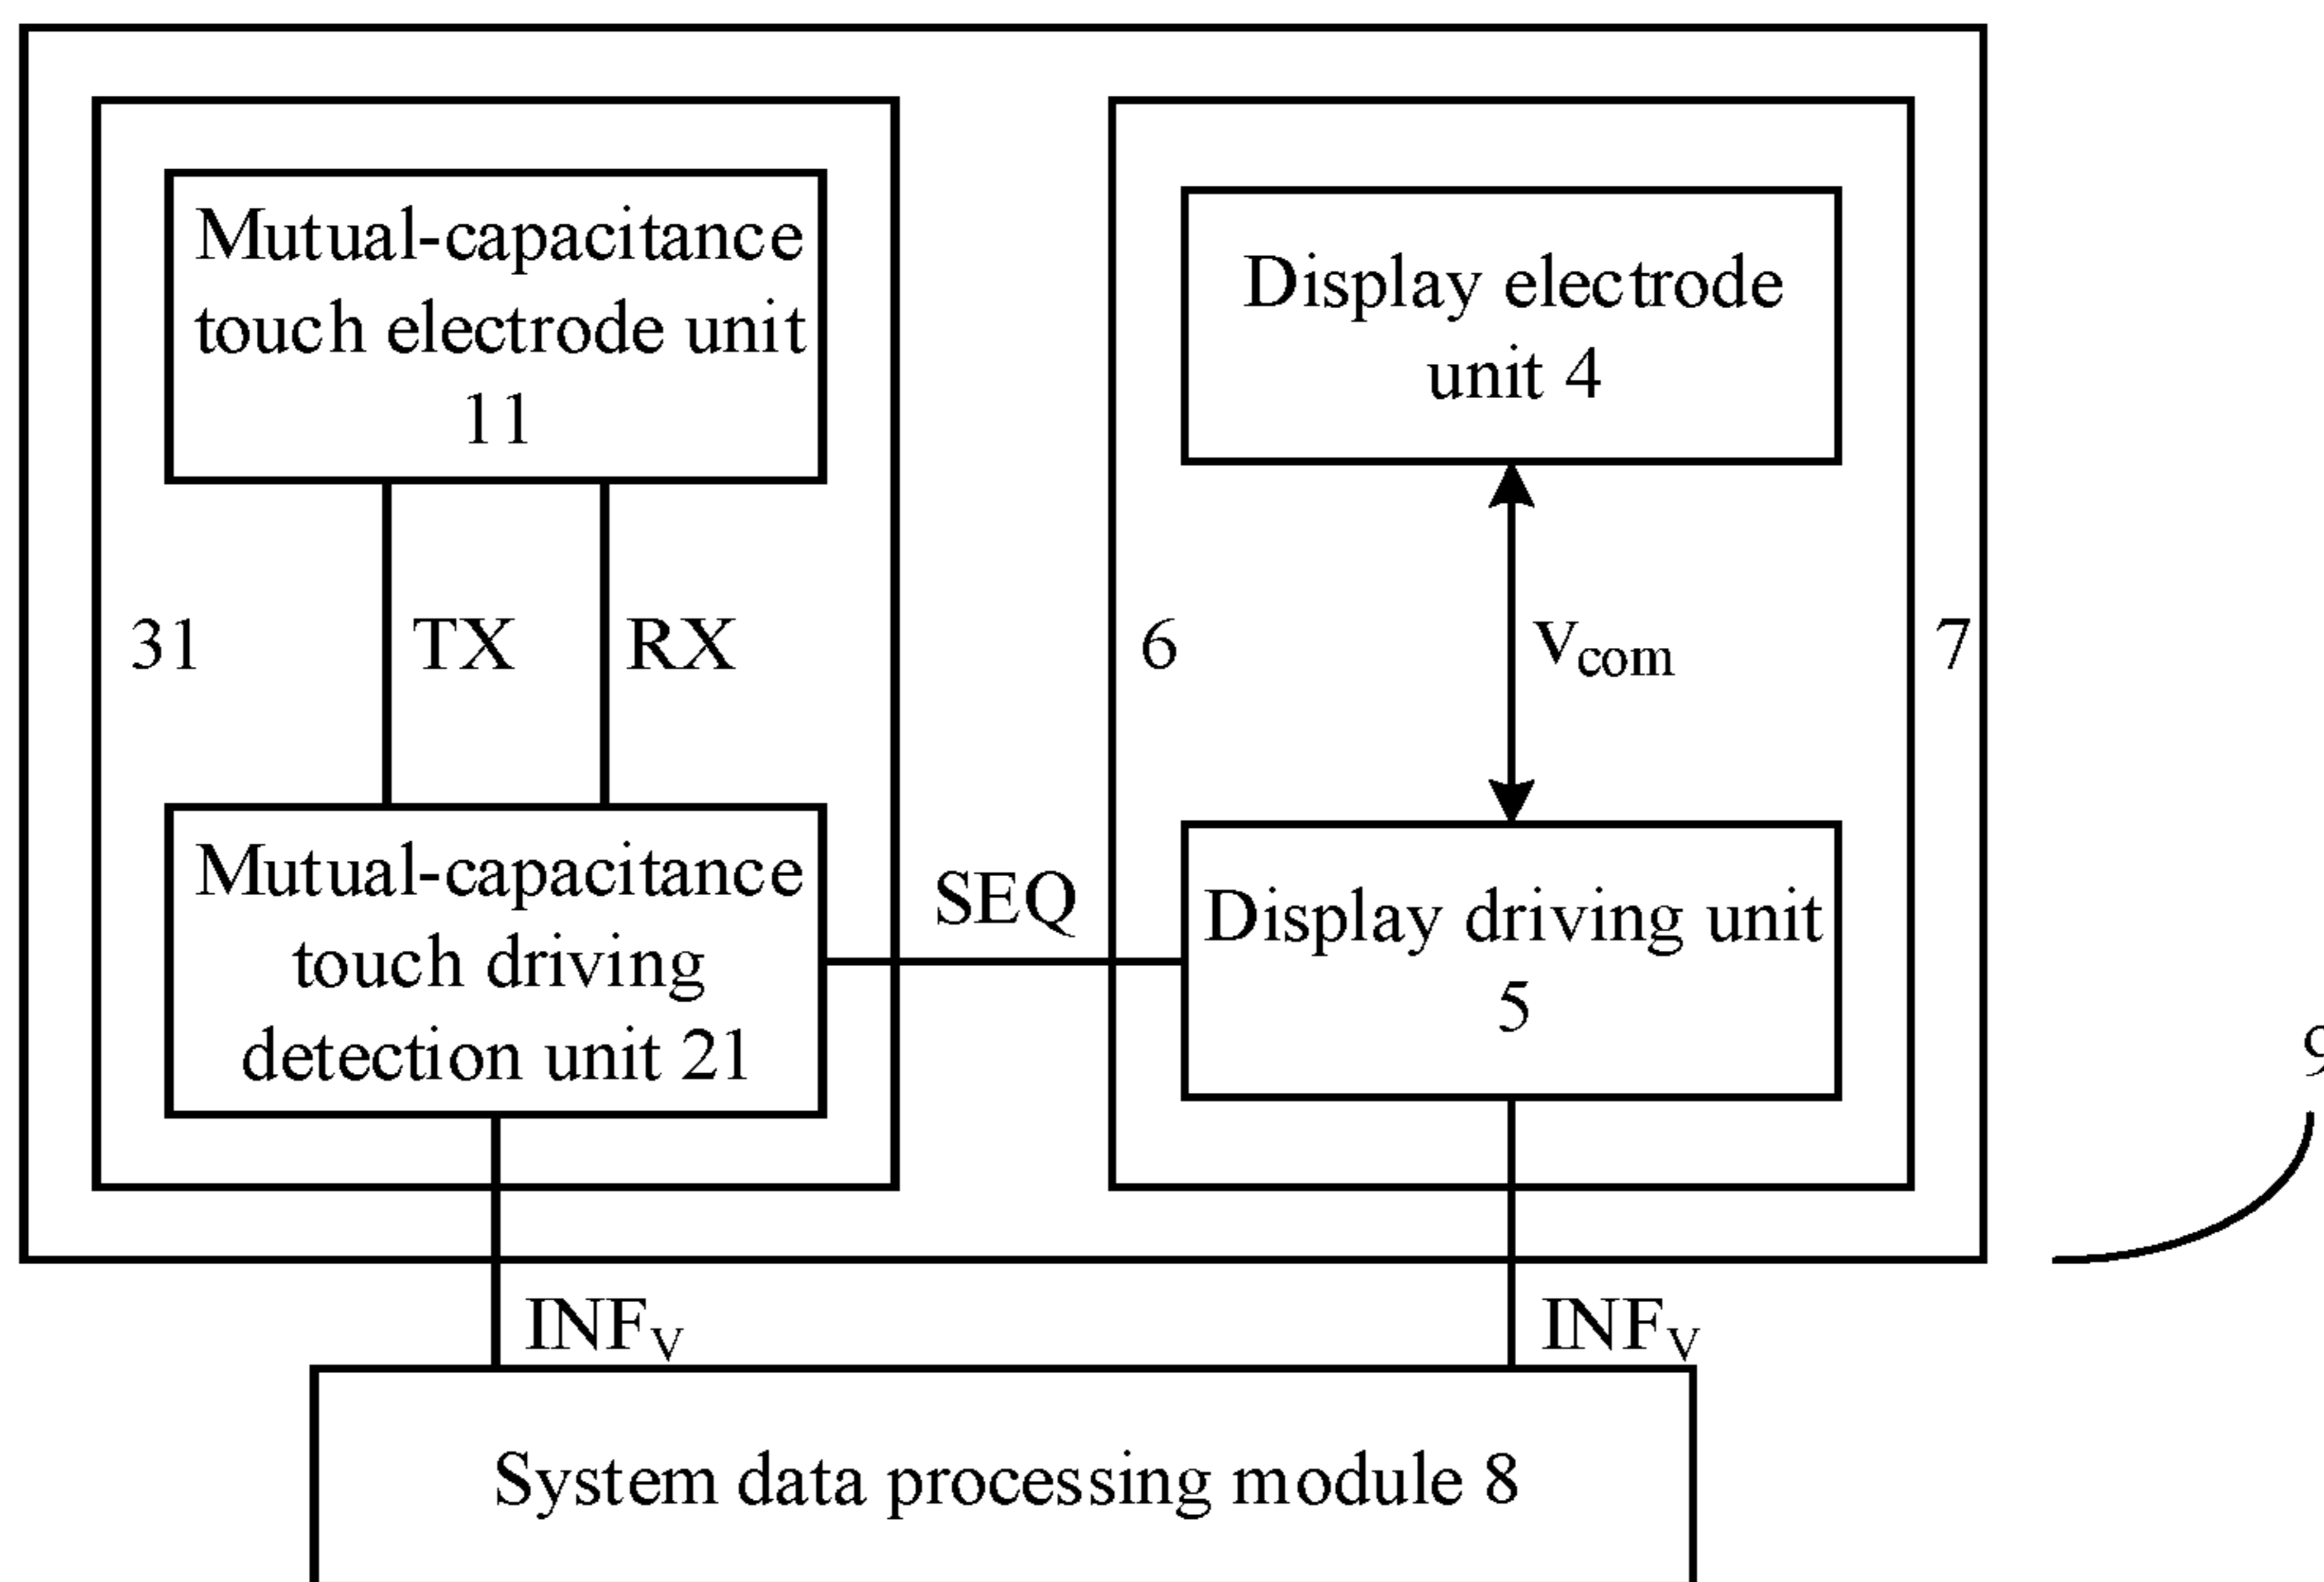 Mutual-capacitance
touch electrode unit
11
Display electrode
unit 4
31
TX
RX
6
Vcom
7
Mutual-capacitance
touch driving
detection unit 21
SEQ
Display driving unit
5
9
INFV
INFV
System data processing module 8